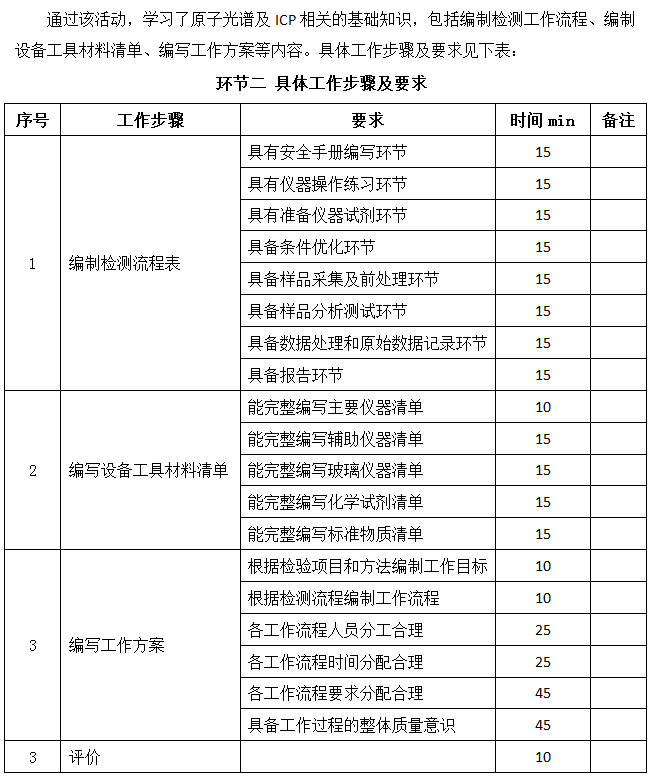 通过该活动，学习了原子光谱及 ICP 相关的基础知识，包括编制检测工作流程、编制
设备工具材料清单、编写工作方案等内容。具体工作步骤及要求见下表：
环节二 具体工作步骤及要求
序号 工作步骤 要求 时间 min 备注
1 编制检测流程表
具有安全手册编写环节 15
具有仪器操作练习环节 15
具有准备仪器试剂环节 15
具备条件优化环节 15
具备样品采集及前处理环节 15
具备样品分析测试环节 15
具备数据处理和原始数据记录环节 15
具备报告环节 15
2 编写设备工具材料清单
能完整编写主要仪器清单 10
能完整编写辅助仪器清单 15
能完整编写玻璃仪器清单 15
能完整编写化学试剂清单 15
能完整编写标准物质清单 15
3 编写工作方案
根据检验项目和方法编制工作目标 10
根据检测流程编制工作流程 10
各工作流程人员分工合理 25
各工作流程时间分配合理 25
各工作流程要求分配合理 45
具备工作过程的整体质量意识 45
3 评价 10